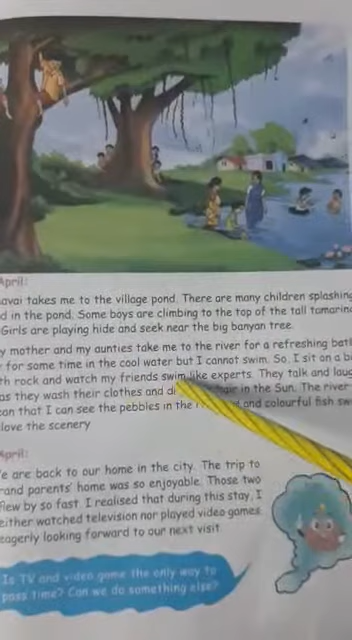 April:
avai takes me to the village pond. There are many children splashing
d in the pond. Some boys are climbing to the top of the tall tamarin
Girls are playing hide and seek near the big banyan tree.
y mother and my aunties take me to the river for a refreshing bat
for some time in the cool water but I cannot swim. So, I sit on a b
th rock and watch my friends swim like experts. They talk and laug
as they wash their clothes and d hair in the Sun. The river
can that I can see the pebbles in the r and colourful fish sw
love the scenery
April:
e are back to our home in the city. The trip to
rand parents' home was so enjoyable. Those two
flew by so fast. I realised that during this stay, I
either watched television nor played video games.
eagerly looking forward to our next visit.
Is TV and video game the only way to
pass time? Can we do something else?